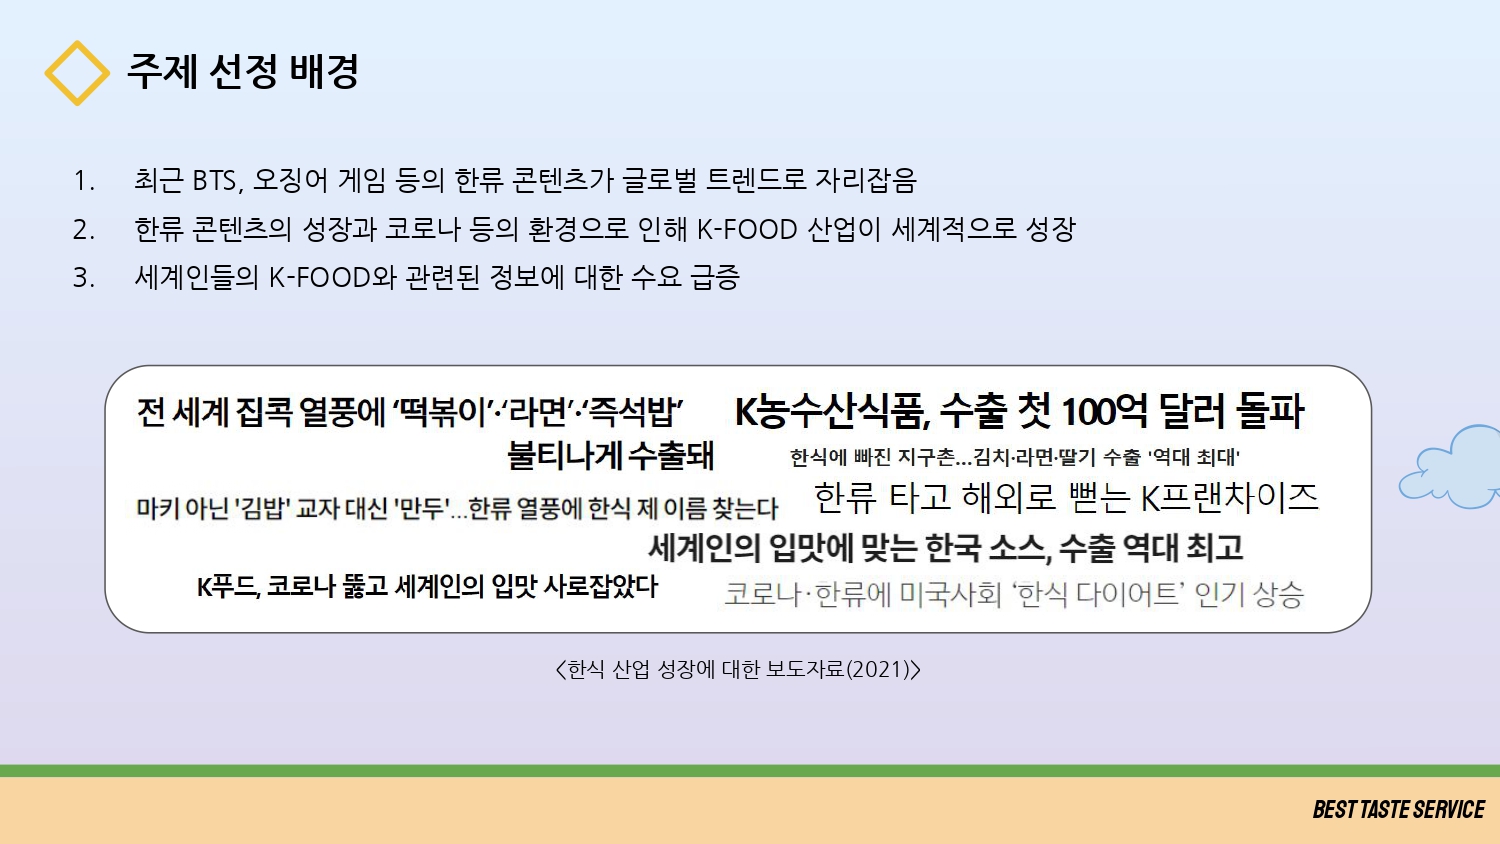 주제 선정 배경
1. 최근 BTS, 오징어 게임 등의 한류 콘텐츠가 글로벌 트렌드로 자리잡음
2. 한류 콘텐츠의 성장과 코로나 등의 환경으로 인해 K-FOOD 산업이 세계적으로 성장
3. 세계인들의 K-FOOD와 관련된 정보에 대한 수요 급증
전 세계 집콕 열풍에 ‘떡볶이’·‘라면’·‘즉석밥’
불티나게 수출돼
마키 아닌 '김밥' 교자 대신 '만두'...한류 열풍에 한식 제 이름 찾는다
K푸드, 코로나 뚫고 세계인의 입맛 사로잡았다
K농수산식품, 수출 첫 100억 달러 돌파
한식에 빠진 지구촌...김치·라면·딸기 수출 '역대 최대'
한류 타고 해외로 뻗는 K프랜차이즈
세계인의 입맛에 맞는 한국 소스, 수출 역대 최고
코로나·한류에 미국사회 ‘한식 다이어트’ 인기 상승
<한식 산업 성장에 대한 보도자료(2021)>
BEST TASTE SERVICE